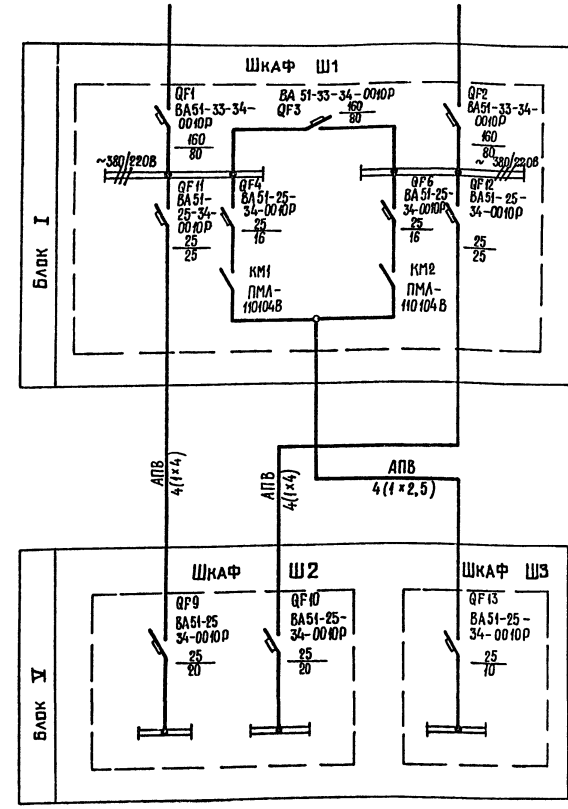 Шкаф Ш1
QF1
ВА51-33-34-
0010Р
160
80
ВА 51-33-34-0010Р
QF3
160
80
QF2
ВА51-33-34-
0010Р
160
80
~380/220В
~ 380/220В
QF11
ВА51-
25-34-
0010Р
25
25
QF4
ВА51-25-
34-0010Р
25
16
QF6
ВА51-25-
34-0010Р
25
16
QF12
ВА51-25-
34-0010Р
25
25
КМ1
ПМЛ-
110104В
КМ2
ПМЛ-
110104В
Блок I
АПВ
4(1×4)
АПВ
4(1×4)
АПВ
4(1×2,5)
Шкаф Ш2
Шкаф Ш3
QF9
ВА51-25
34-0010Р
25
20
QF10
ВА51-25-
34-0010Р
25
20
QF13
ВА51-25-
34-0010Р
25
10
Блок V